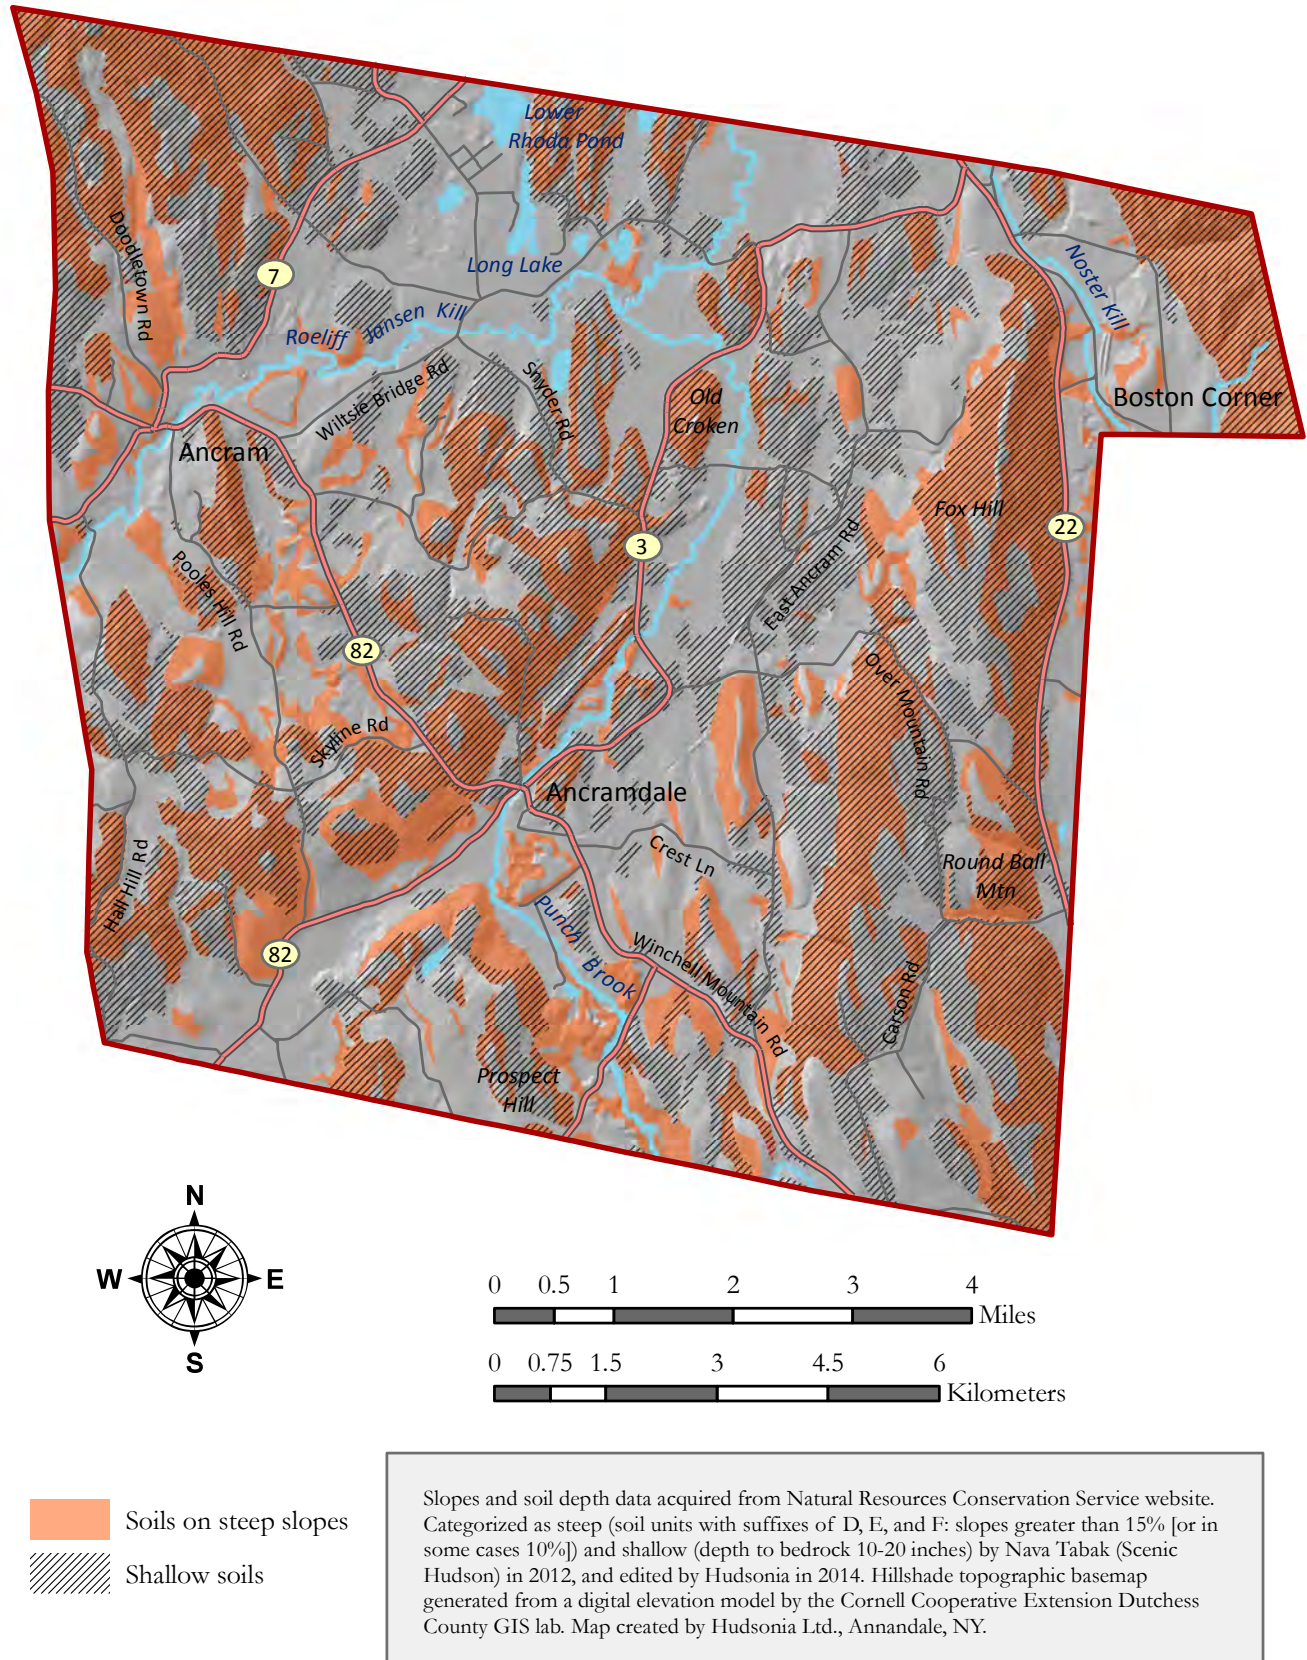 Lower
Rhoda Pond
Doodletown Rd
7
Long Lake
Noster Kill
Roeliff Jansen Kill
Wiltsie Bridge Rd
Snyder Rd
Old
Croken
Boston Corner
Ancram
Fox Hill
22
3
East Ancram Rd
Pooles Hill Rd
82
Over Mountain Rd
Skyline Rd
Ancramdale
Crest Ln
Round Ball
Mtn
Hall Hill Rd
Punch Brook
Winchell Mountain Rd
82
Carson Rd
Prospect
Hill
N
W E
S
0 0.5 1 2 3 4
Miles
0 0.75 1.5 3 4.5 6
Kilometers
Soils on steep slopes
Shallow soils
Slopes and soil depth data acquired from Natural Resources Conservation Service website.
Categorized as steep (soil units with suffixes of D, E, and F: slopes greater than 15% [or in
some cases 10%]) and shallow (depth to bedrock 10-20 inches) by Nava Tabak (Scenic
Hudson) in 2012, and edited by Hudsonia in 2014. Hillshade topographic basemap
generated from a digital elevation model by the Cornell Cooperative Extension Dutchess
County GIS lab. Map created by Hudsonia Ltd., Annandale, NY.